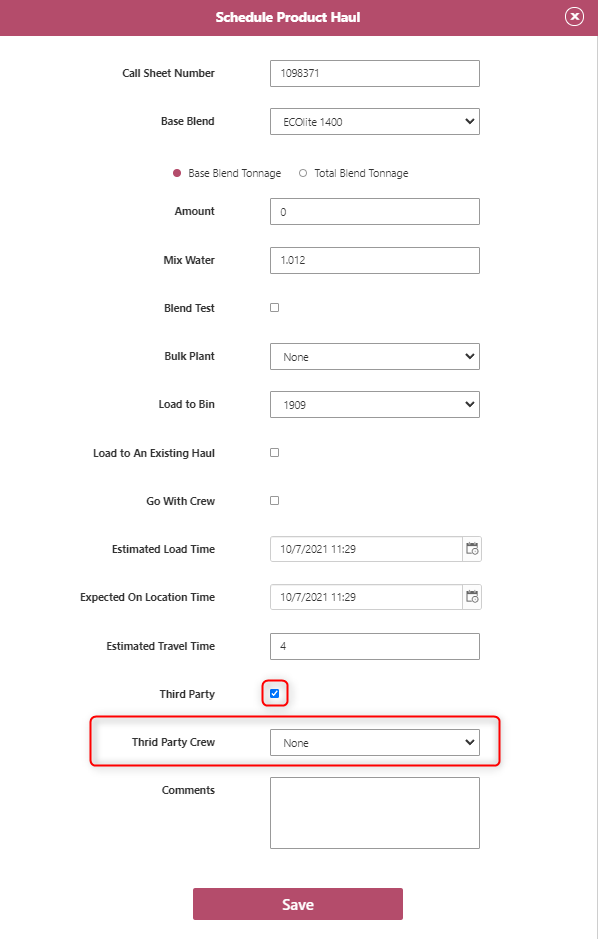 Schedule Product Haul
Call Sheet Number 1098371
Base Blend ECOlite 1400
Base Blend Tonnage Total Blend Tonnage
Amount 0
Mix Water 1.012
Blend Test
Bulk Plant None
Load to Bin 1909
Load to An Existing Haul
Go With Crew
Estimated Load Time 10/7/2021 11:29
Expected On Location Time 10/7/2021 11:29
Estimated Travel Time 4
Third Party
Thrid Party Crew None
Comments
Save